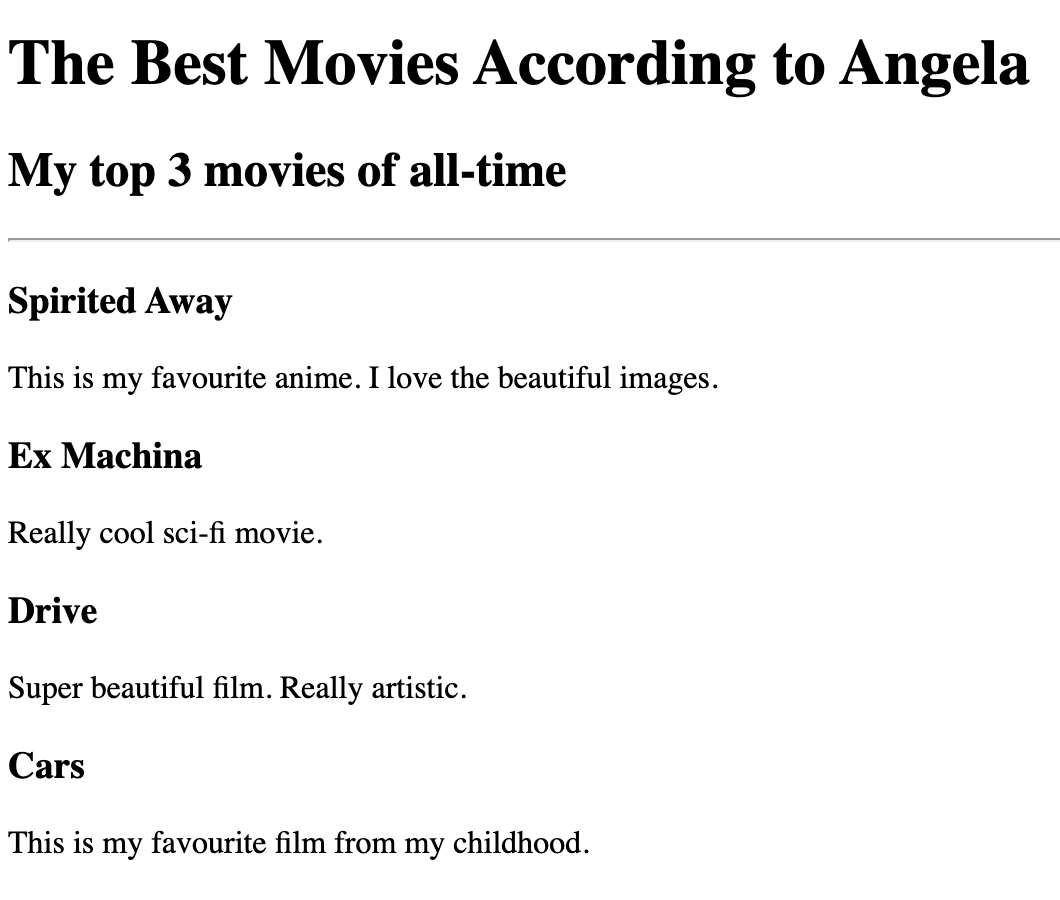 The Best Movies According to Angela
My top 3 movies of all-time
Spirited Away
This is my favourite anime. I love the beautiful images.
Ex Machina
Really cool sci-fi movie.
Drive
Super beautiful film. Really artistic.
Cars
This is my favourite film from my childhood.